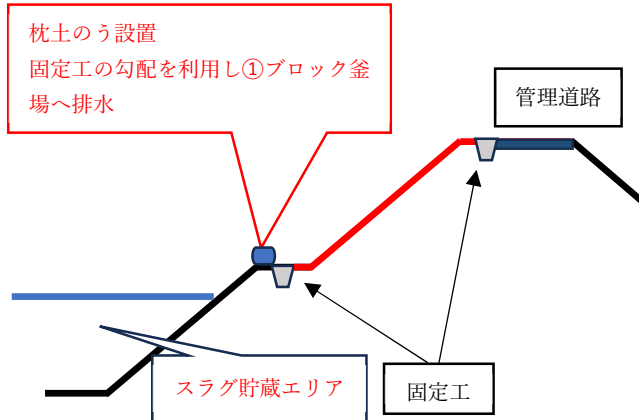 枕土のう設置
固定工の勾配を利用し①ブロック釜
場へ排水
管理道路
スラグ貯蔵エリア
固定工